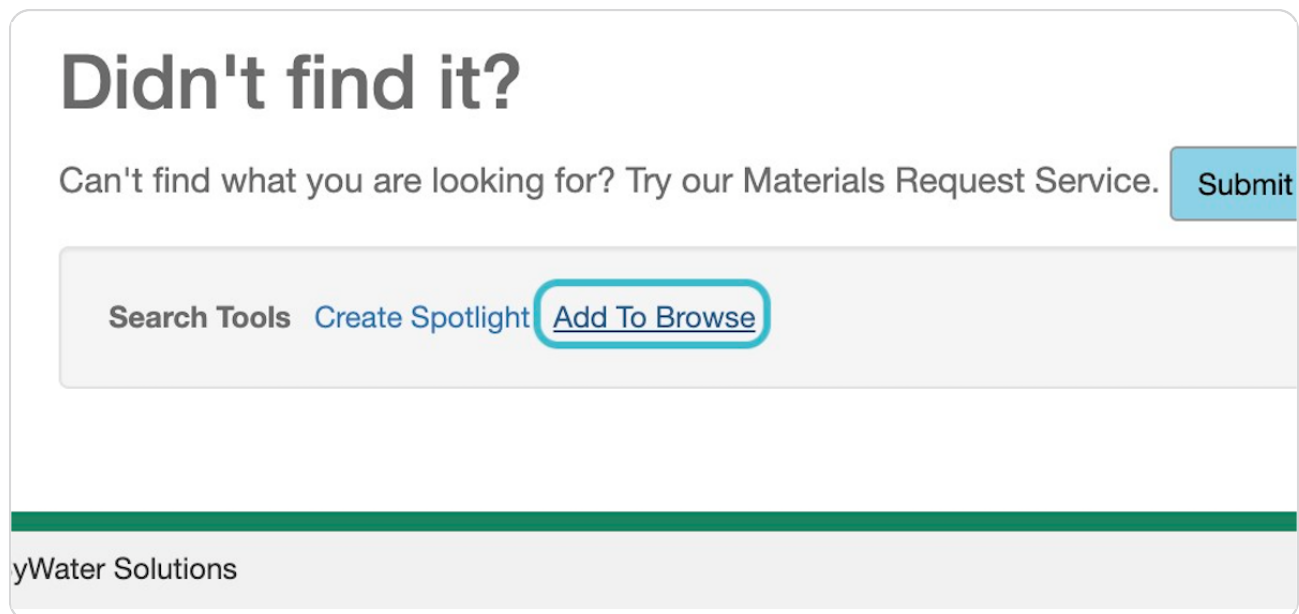 Didn't find it?
Can't find what you are looking for? Try our Materials Request Service. Submit
Search Tools Create Spotlight Add To Browse
yWater Solutions